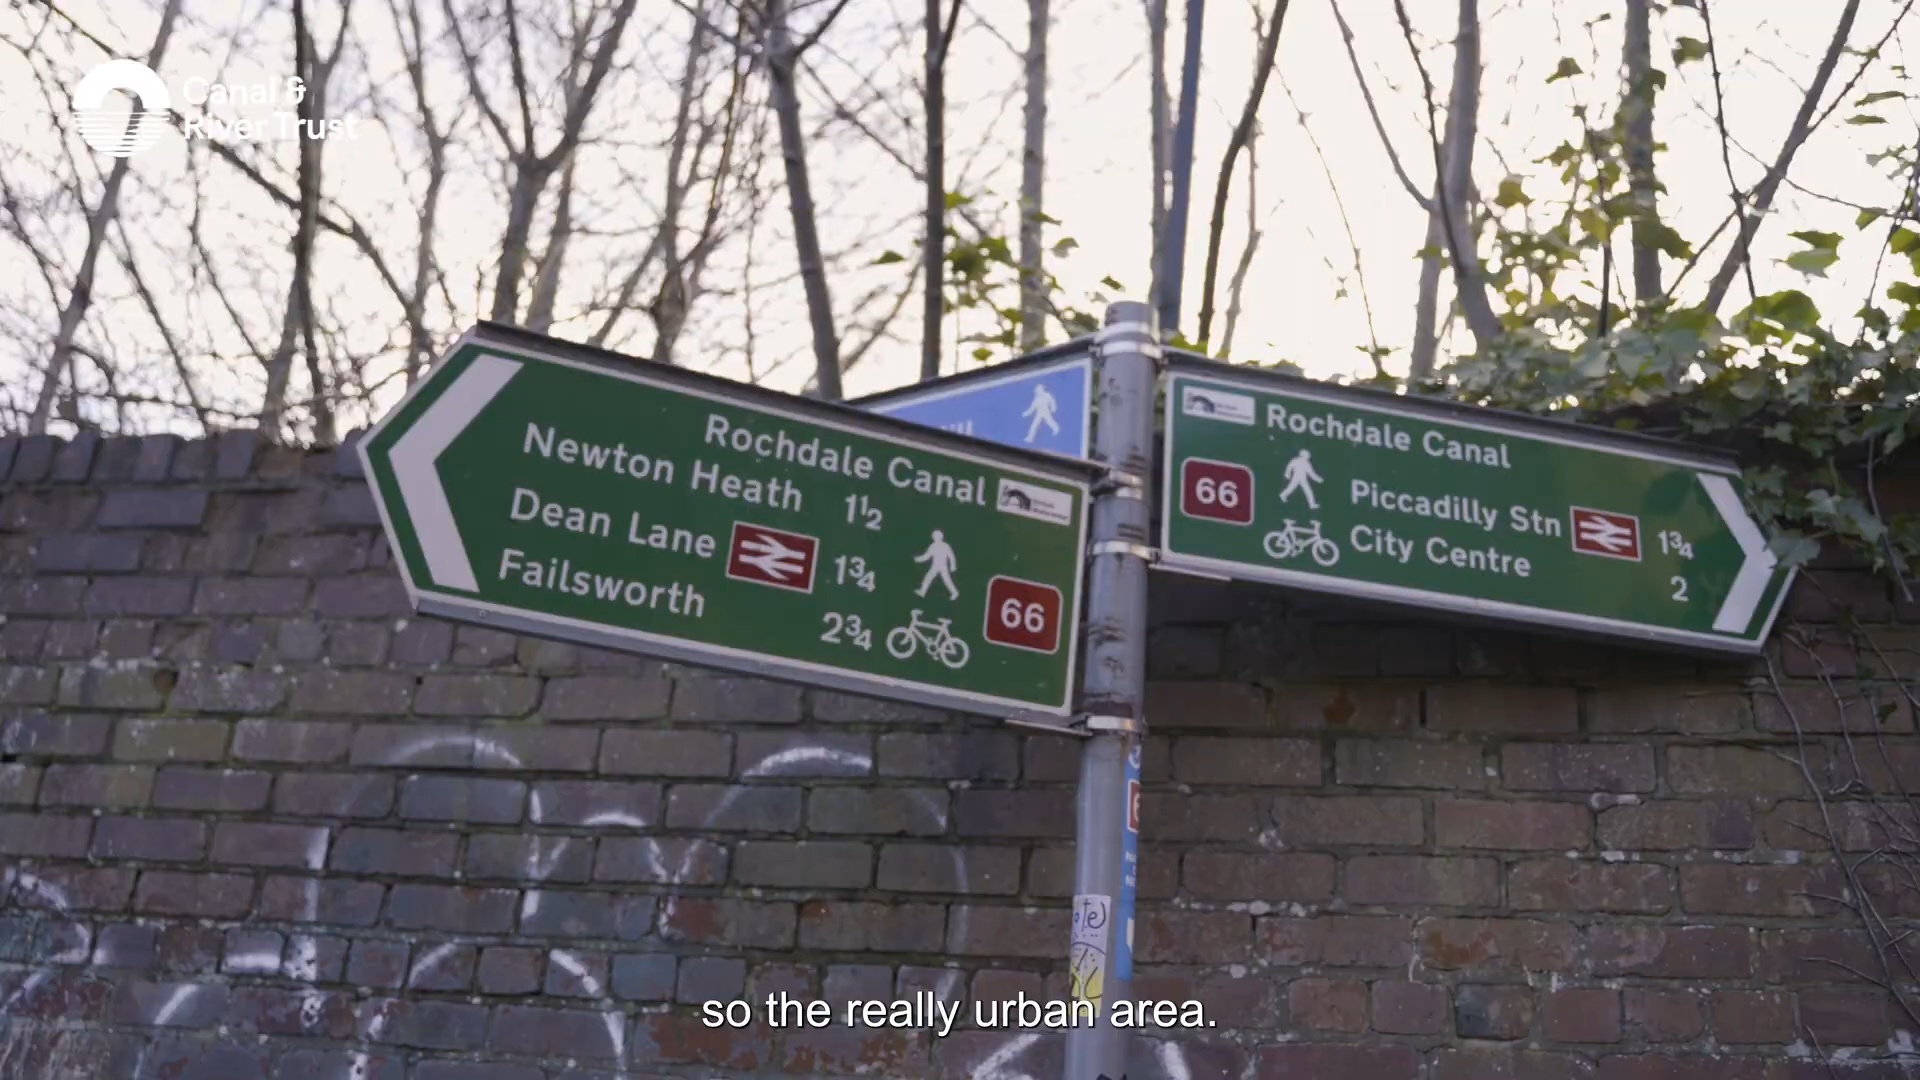 Canal &
River Trust
Rochdale Canal
Newton Heath 1½
Dean Lane 1¾
Failsworth 2¾
66
Rochdale Canal
66
Piccadilly Stn 1¾
City Centre 2
so the really urban area.